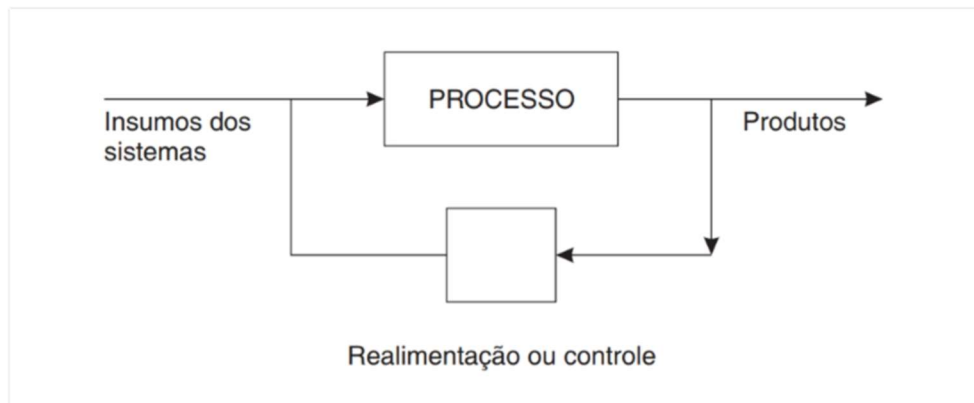 PROCESSO
Insumos dos
sistemas
Produtos
Realimentação ou controle